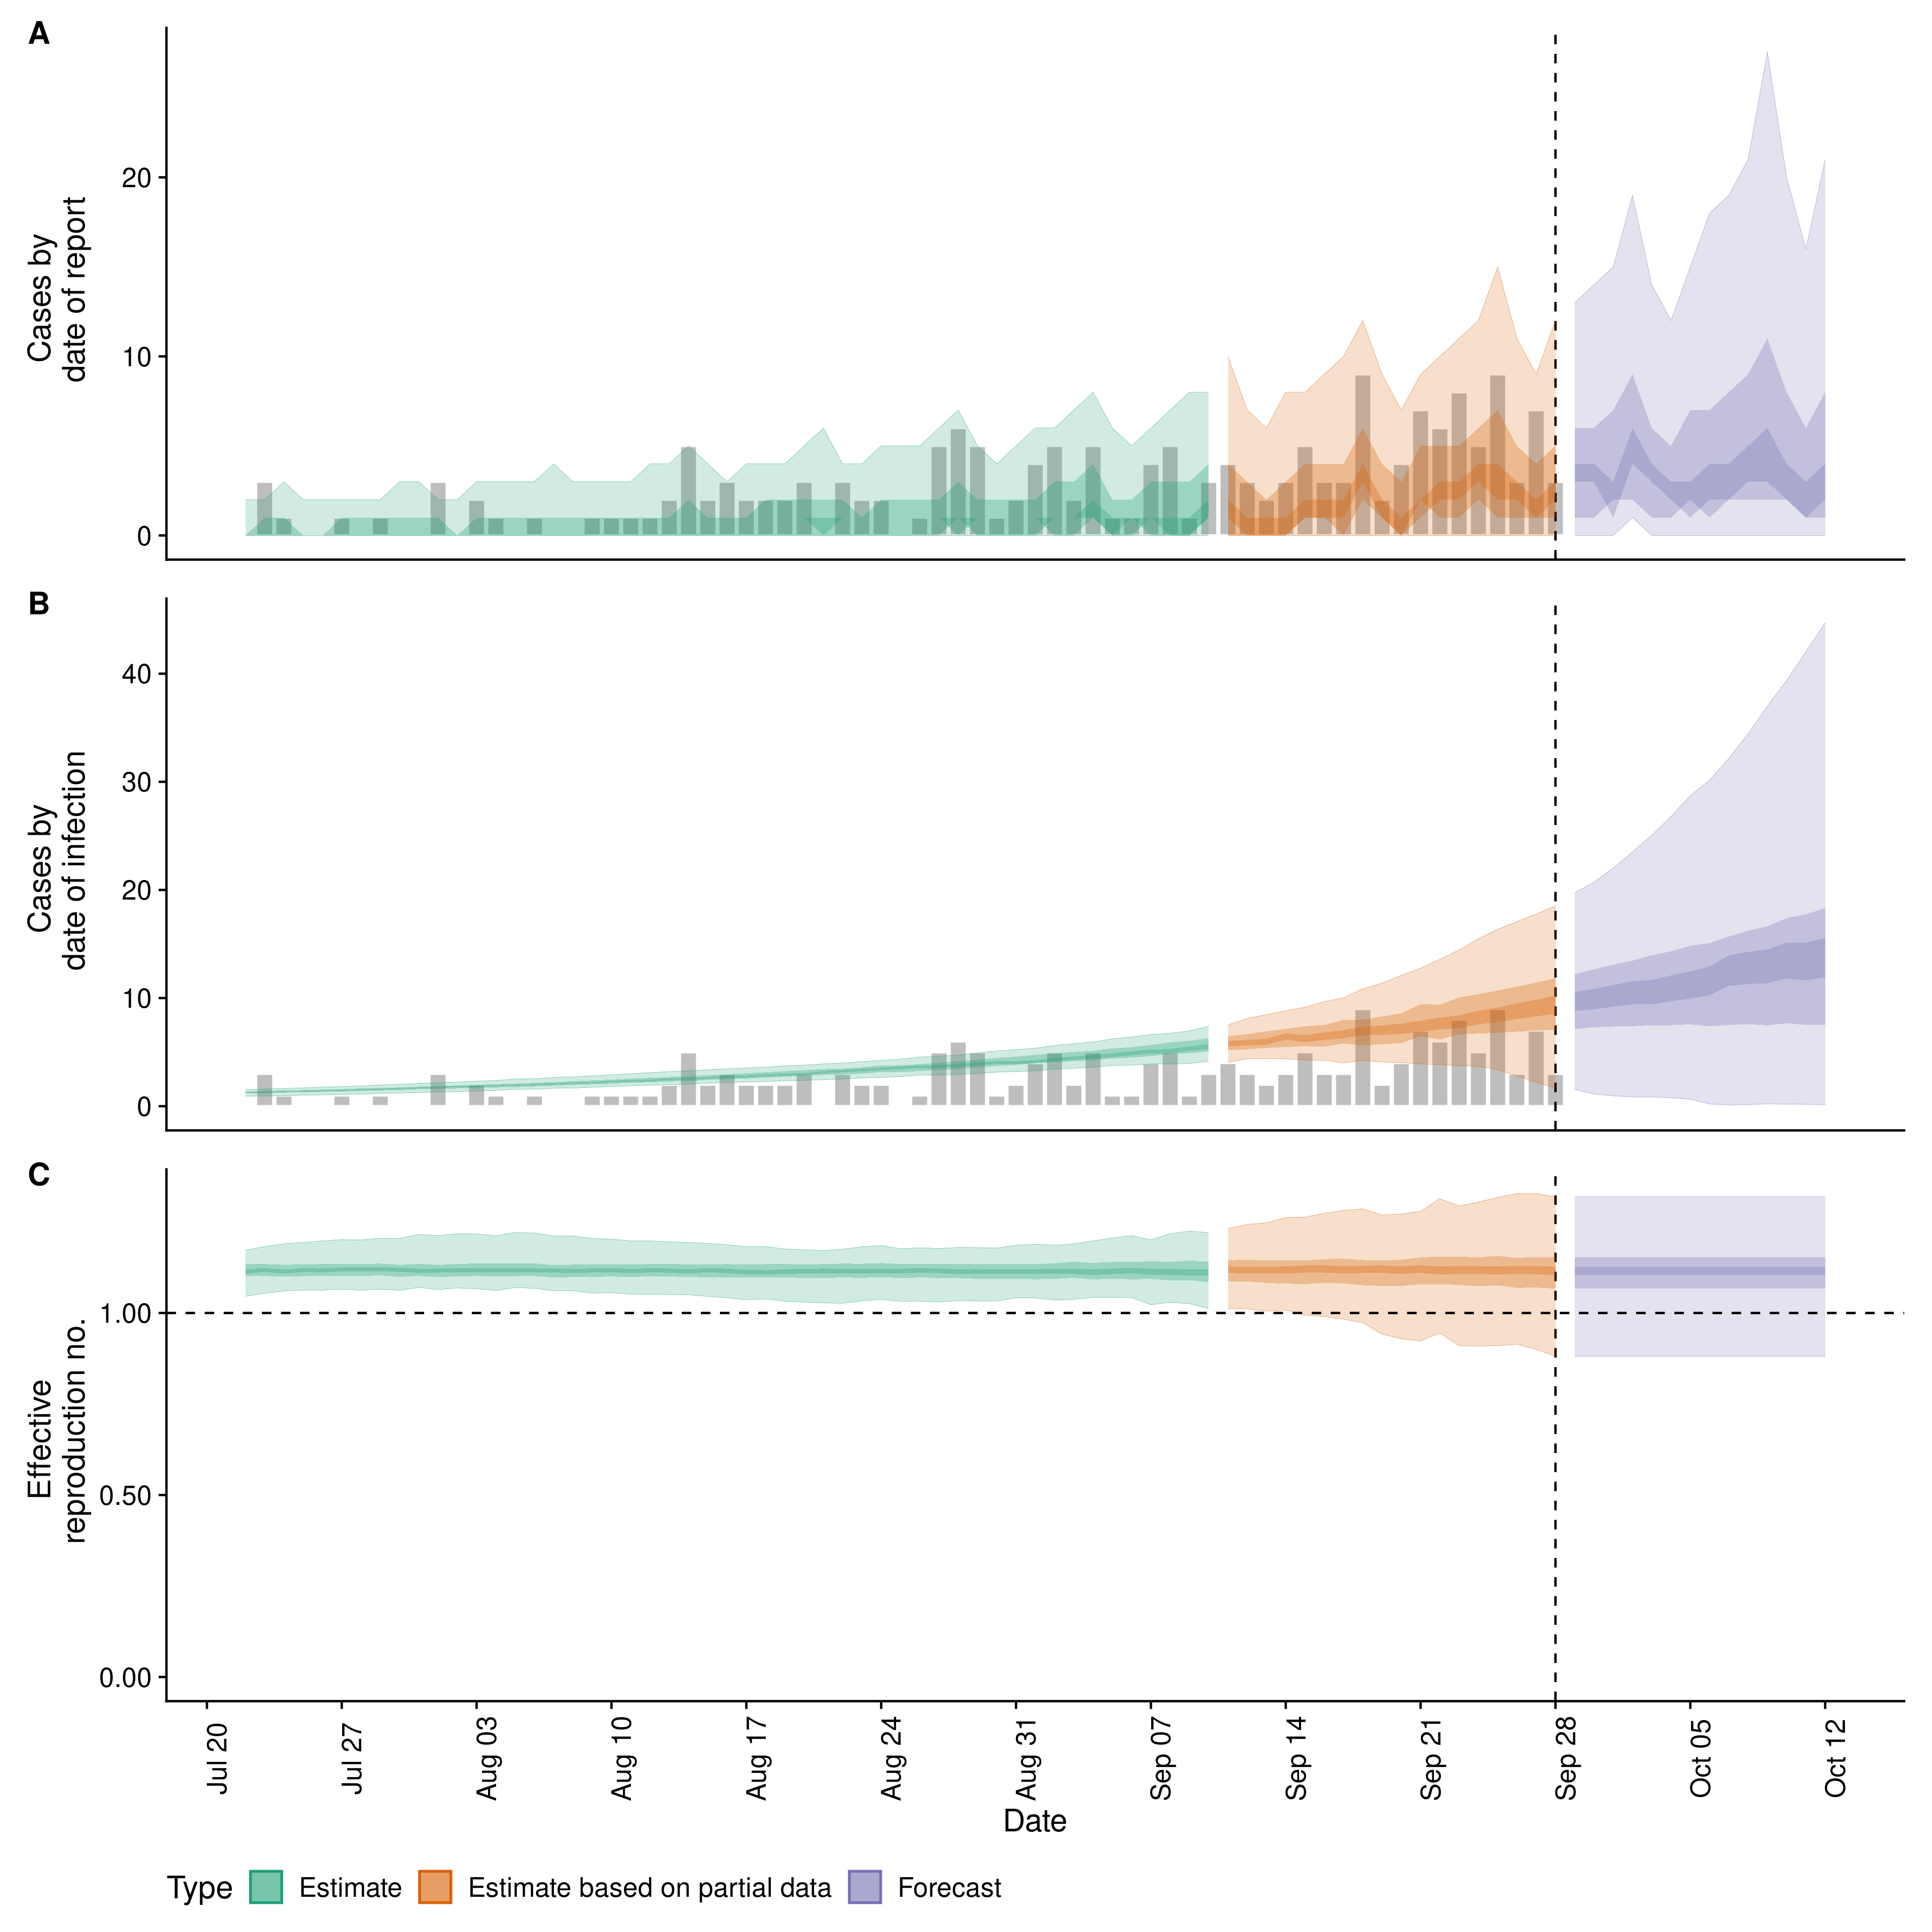 A
Cases by
date of report
20
10
0
B
Cases by
date of infection
40
30
20
10
0
C
Effective
reproduction no.
1.00
0.50
0.00
Jul 20
Jul 27
Aug 03
Aug 10
Aug 17
Aug 24
Aug 31
Sep 07
Sep 14
Sep 21
Sep 28
Oct 05
Oct 12
Date
Type Estimate Estimate based on partial data Forecast